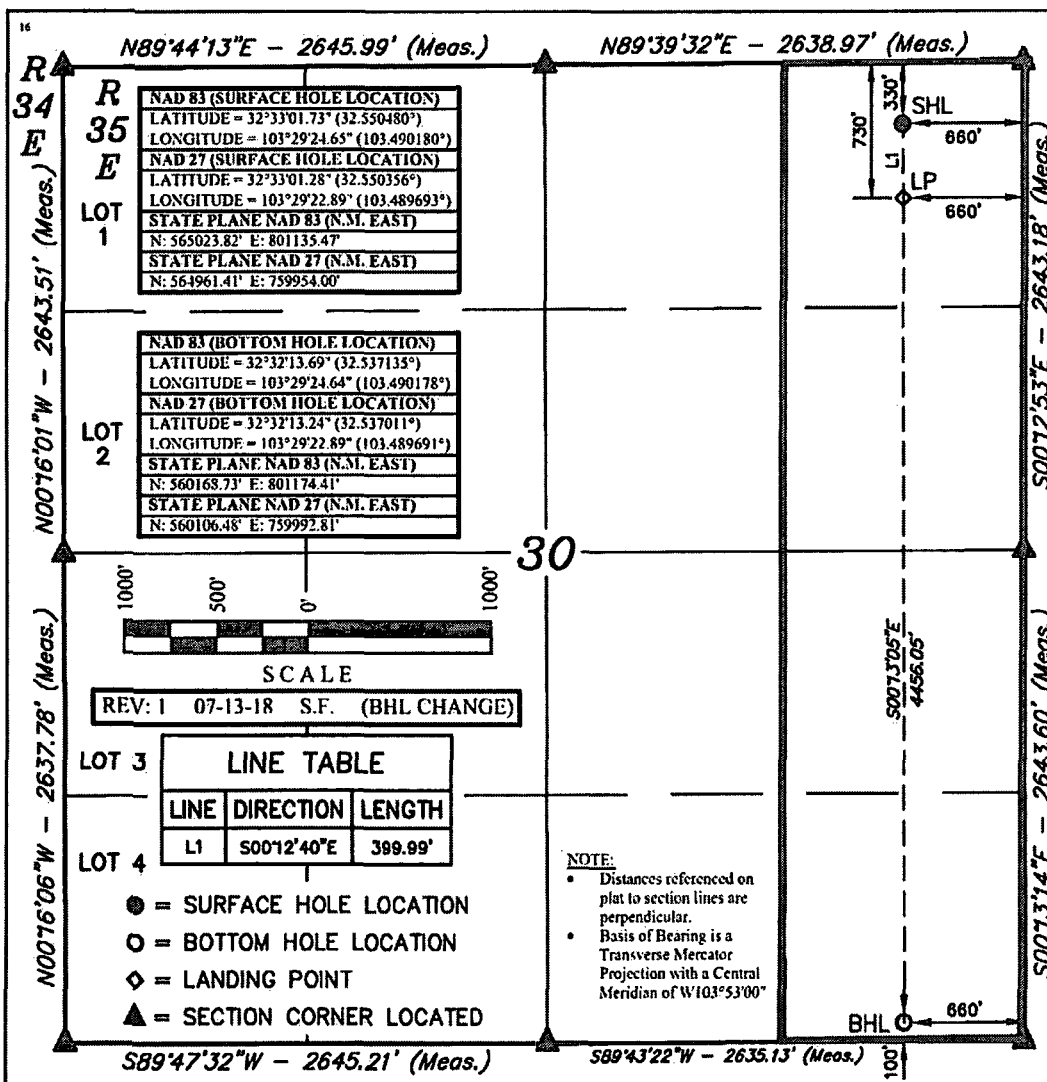 16
N89°44'13"E - 2645.99' (Meas.)
N89°39'32"E - 2638.97' (Meas.)
R
34
E
R
35
E
LOT
1
NAD 83 (SURFACE HOLE LOCATION)
LATITUDE = 32°33'01.73" (32.550480°)
LONGITUDE = 103°29'24.65" (103.490180°)
NAD 27 (SURFACE HOLE LOCATION)
LATITUDE = 32°33'01.28" (32.550356°)
LONGITUDE = 103°29'22.89" (103.489693°)
STATE PLANE NAD 83 (N.M. EAST)
N: 565023.82' E: 801135.47'
STATE PLANE NAD 27 (N.M. EAST)
N: 564961.41' E: 759954.00'
330'
SHL
660'
730'
L1
LP
660'
N00°16'01"W - 2643.51' (Meas.)
S00°12'53"E - 2643.18' (Meas.)
LOT
2
NAD 83 (BOTTOM HOLE LOCATION)
LATITUDE = 32°32'13.69" (32.537135°)
LONGITUDE = 103°29'24.64" (103.490178°)
NAD 27 (BOTTOM HOLE LOCATION)
LATITUDE = 32°32'13.24" (32.537011°)
LONGITUDE = 103°29'22.89" (103.489691°)
STATE PLANE NAD 83 (N.M. EAST)
N: 560168.73' E: 801174.41'
STATE PLANE NAD 27 (N.M. EAST)
N: 560106.48' E: 759992.81'
30
1000'
500'
0'
1000'
SCALE
REV: 1 07-13-18 S.F. (BHL CHANGE)
N00°16'06"W - 2637.78' (Meas.)
S00°13'05"E
4456.05'
S00°13'14"E - 2643.60' (Meas.)
LOT 3
LINE TABLE
LINE DIRECTION LENGTH
L1 S00°12'40"E 399.99'
LOT 4
● = SURFACE HOLE LOCATION
○ = BOTTOM HOLE LOCATION
◇ = LANDING POINT
▲ = SECTION CORNER LOCATED
NOTE:
• Distances referenced on
plat to section lines are
perpendicular.
• Basis of Bearing is a
Transverse Mercator
Projection with a Central
Meridian of W103°53'00"
BHL
660'
100'
S89°47'32"W - 2645.21' (Meas.)
S89°43'22"W - 2635.13' (Meas.)